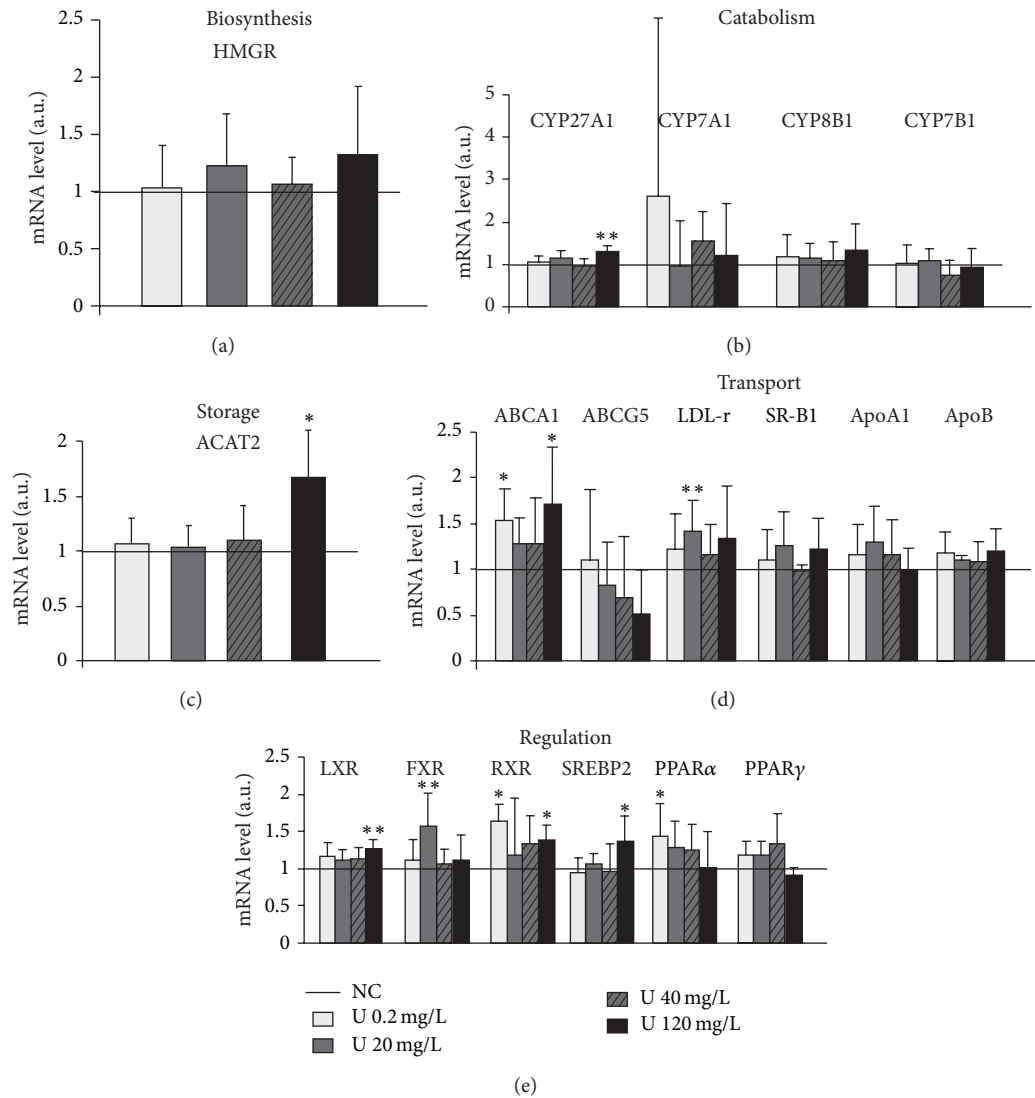 Biosynthesis
HMGR
mRNA level (a.u.)
2.5
2
1.5
1
0.5
0
(a)
Catabolism
CYP27A1 CYP7A1 CYP8B1 CYP7B1
mRNA level (a.u.)
5
4
3
2
1
0
**
(b)
Storage
ACAT2
mRNA level (a.u.)
2
1.5
1
0.5
0
*
(c)
Transport
ABCA1 ABCG5 LDL-r SR-B1 ApoA1 ApoB
mRNA level (a.u.)
2.5
2
1.5
1
0.5
0
* * **
(d)
Regulation
LXR FXR RXR SREBP2 PPARα PPARγ
mRNA level (a.u.)
2.5
2
1.5
1
0.5
0
** ** * * * *
NC
U 0.2 mg/L
U 20 mg/L
U 40 mg/L
U 120 mg/L
(e)